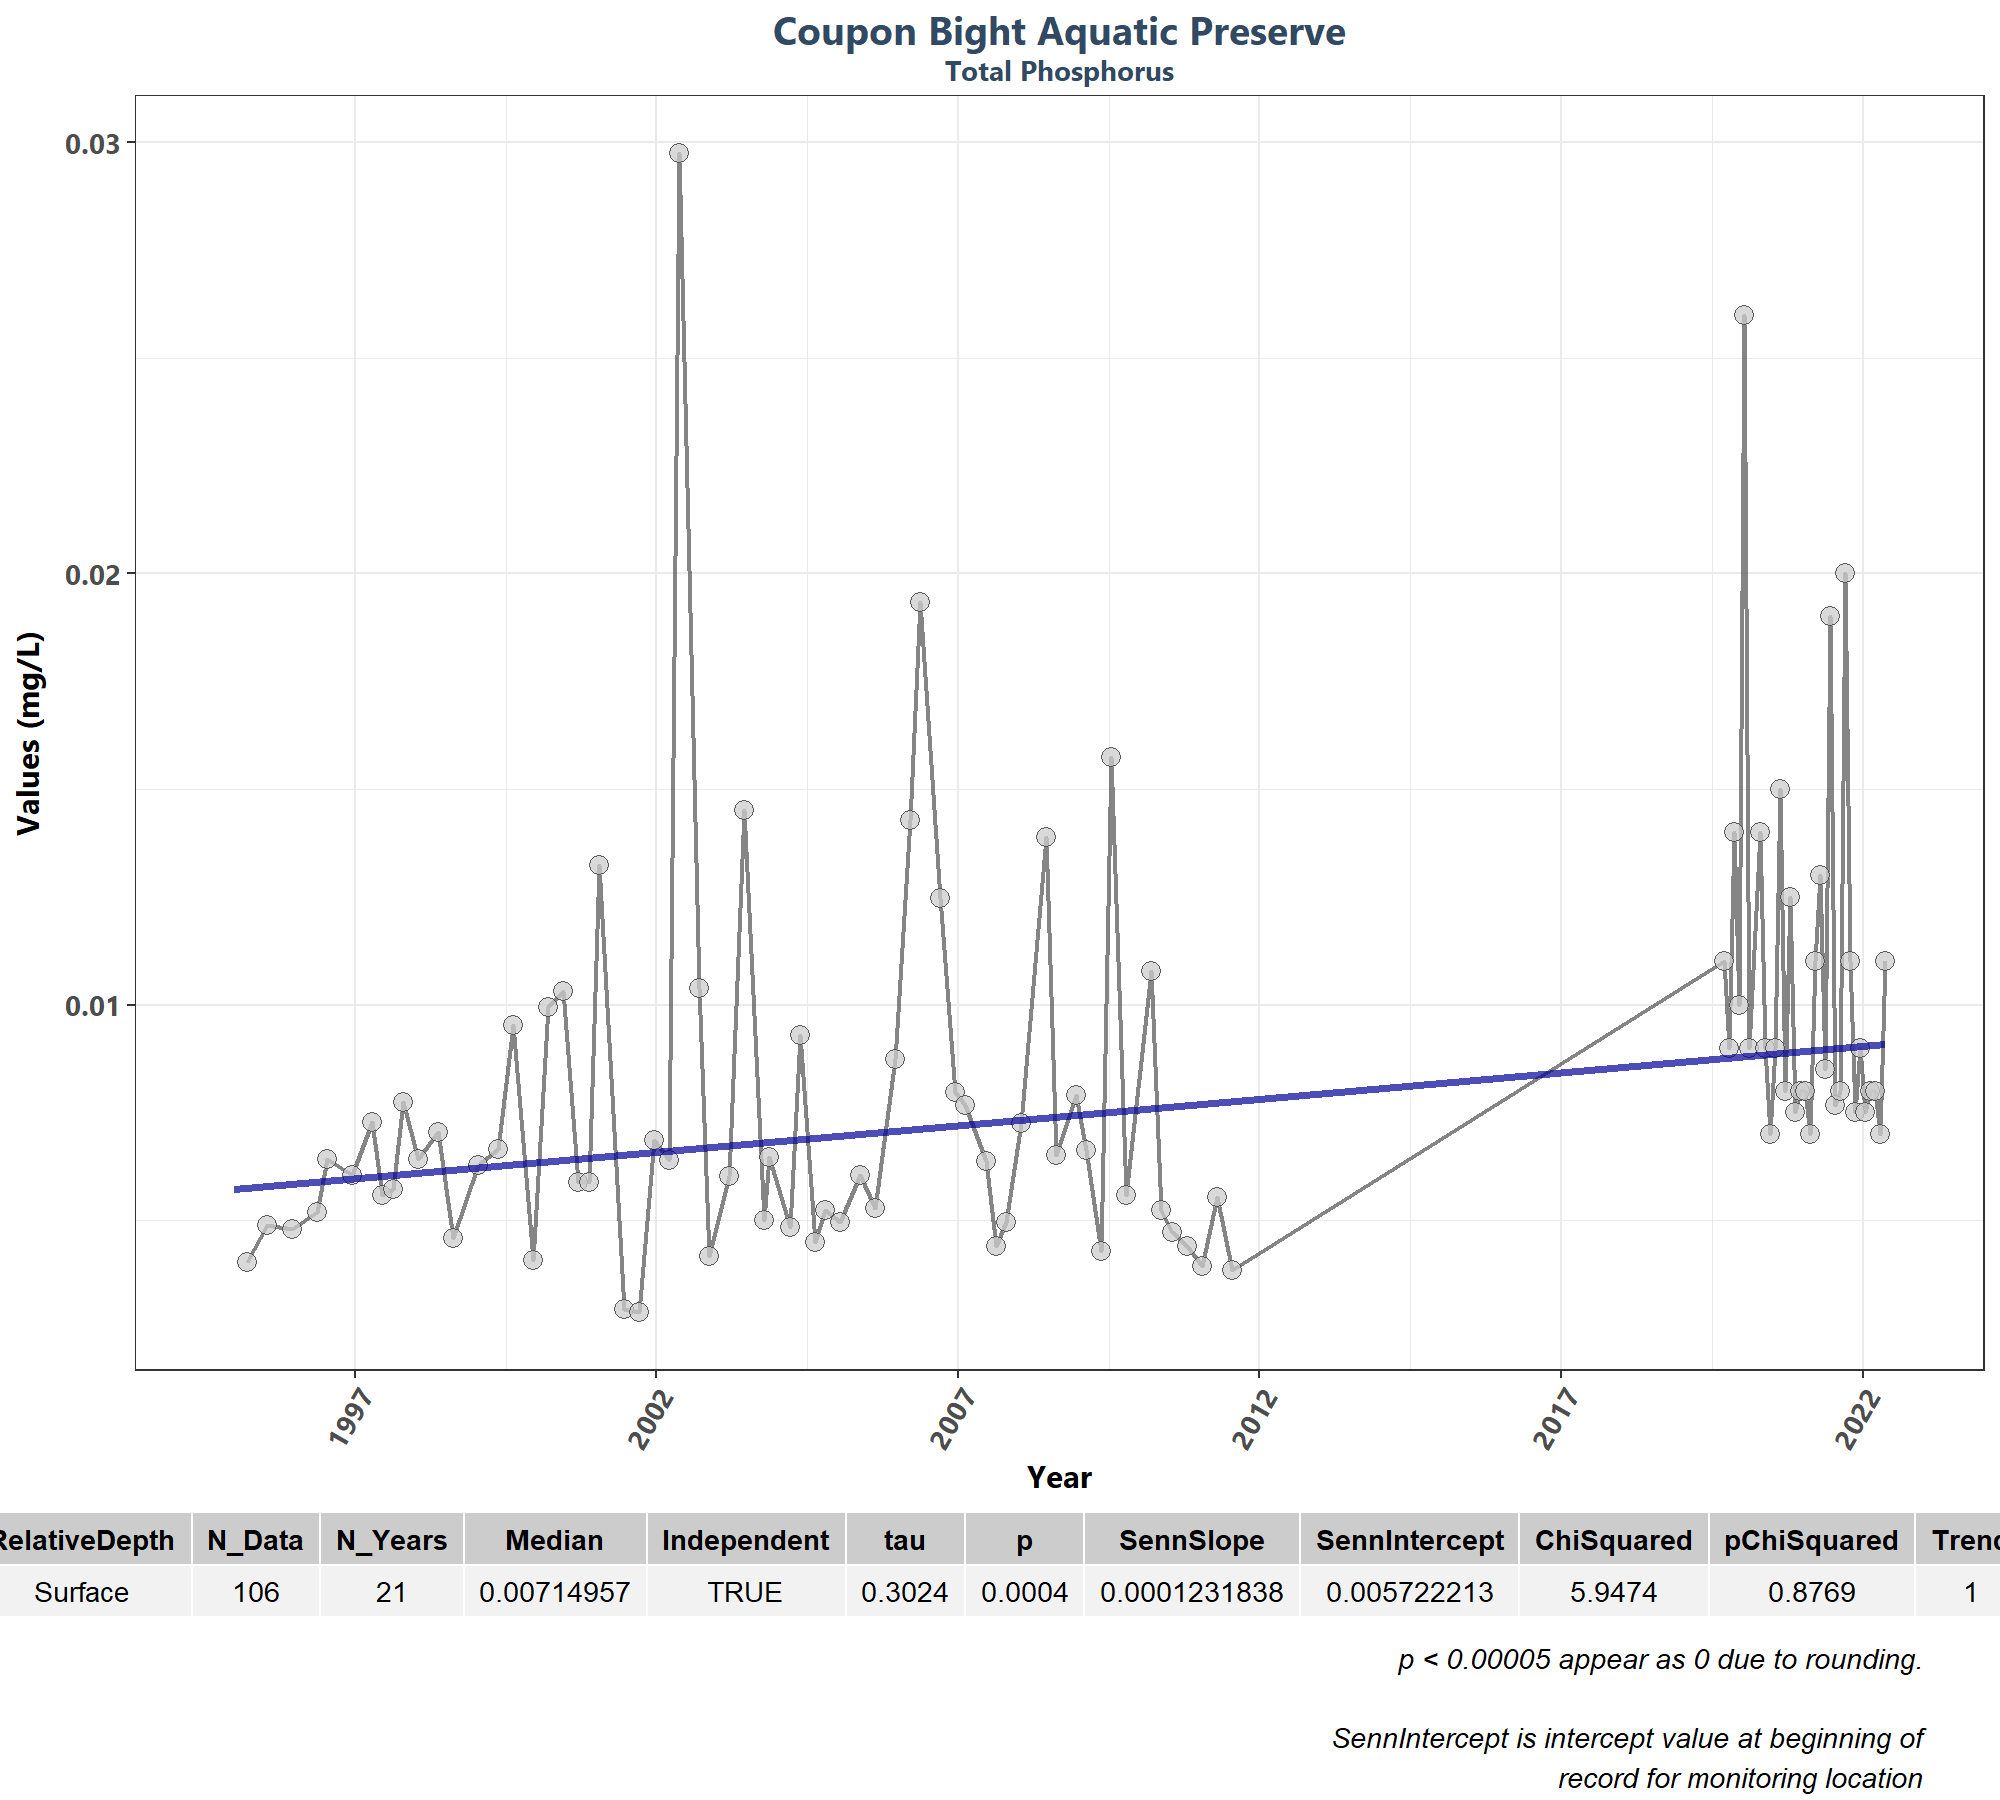 Coupon Bight Aquatic Preserve
Total Phosphorus
0.03
0.02
0.01
Values (mg/L)
1997 2002 2007 2012 2017 2022
Year
RelativeDepth N_Data N_Years Median Independent tau p SennSlope SennIntercept ChiSquared pChiSquared Trend
Surface 106 21 0.00714957 TRUE 0.3024 0.0004 0.0001231838 0.005722213 5.9474 0.8769 1
p < 0.00005 appear as 0 due to rounding.
SennIntercept is intercept value at beginning of
record for monitoring location